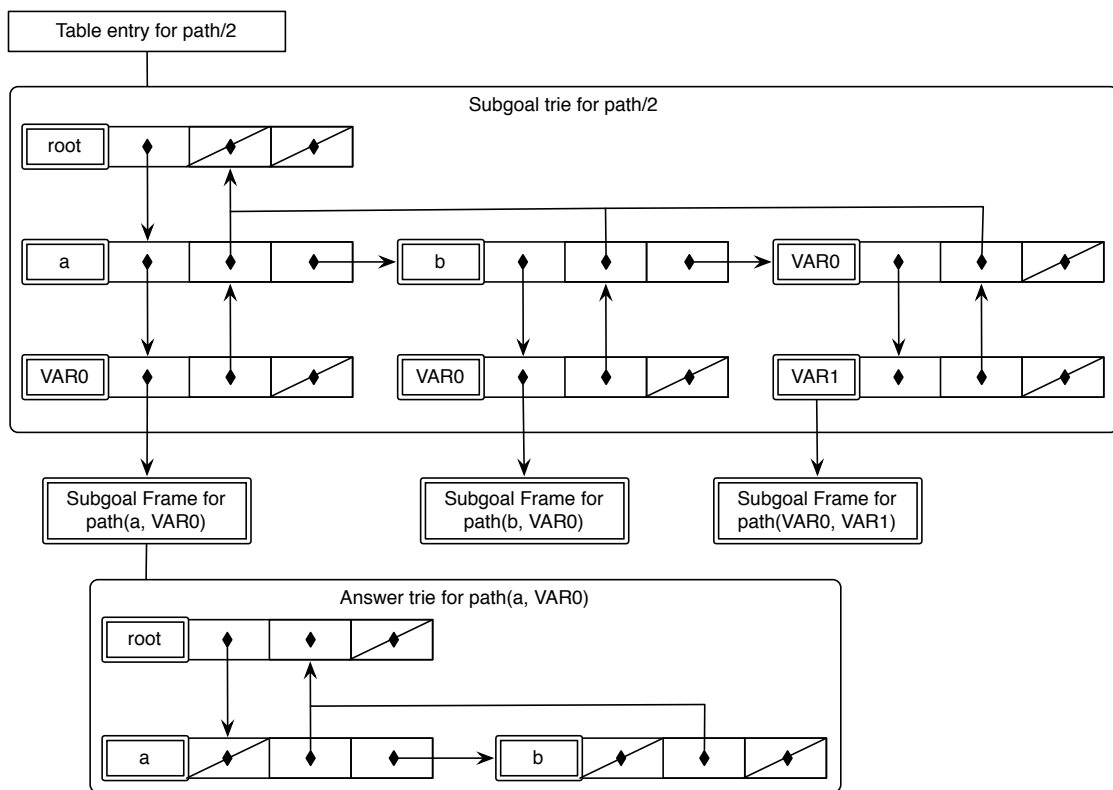 Table entry for path/2
Subgoal trie for path/2
root
a
b
VAR0
VAR0
VAR0
VAR1
Subgoal Frame for
path(a, VAR0)
Subgoal Frame for
path(b, VAR0)
Subgoal Frame for
path(VAR0, VAR1)
Answer trie for path(a, VAR0)
root
a
b